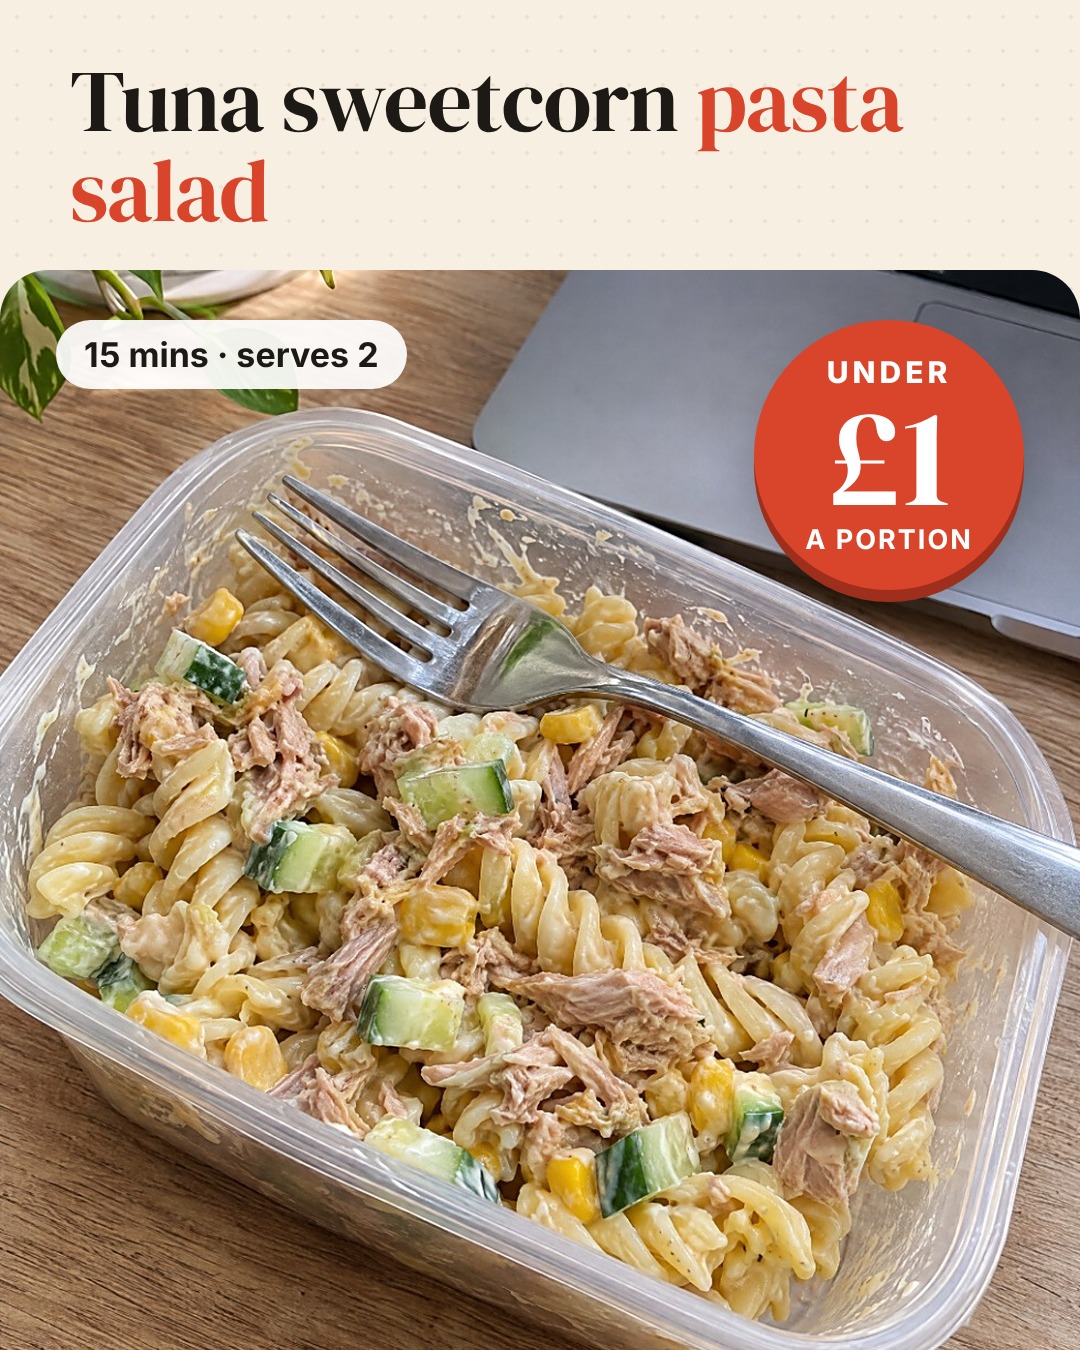 Tuna sweetcorn pasta
salad
15 mins · serves 2
UNDER
£1
A PORTION